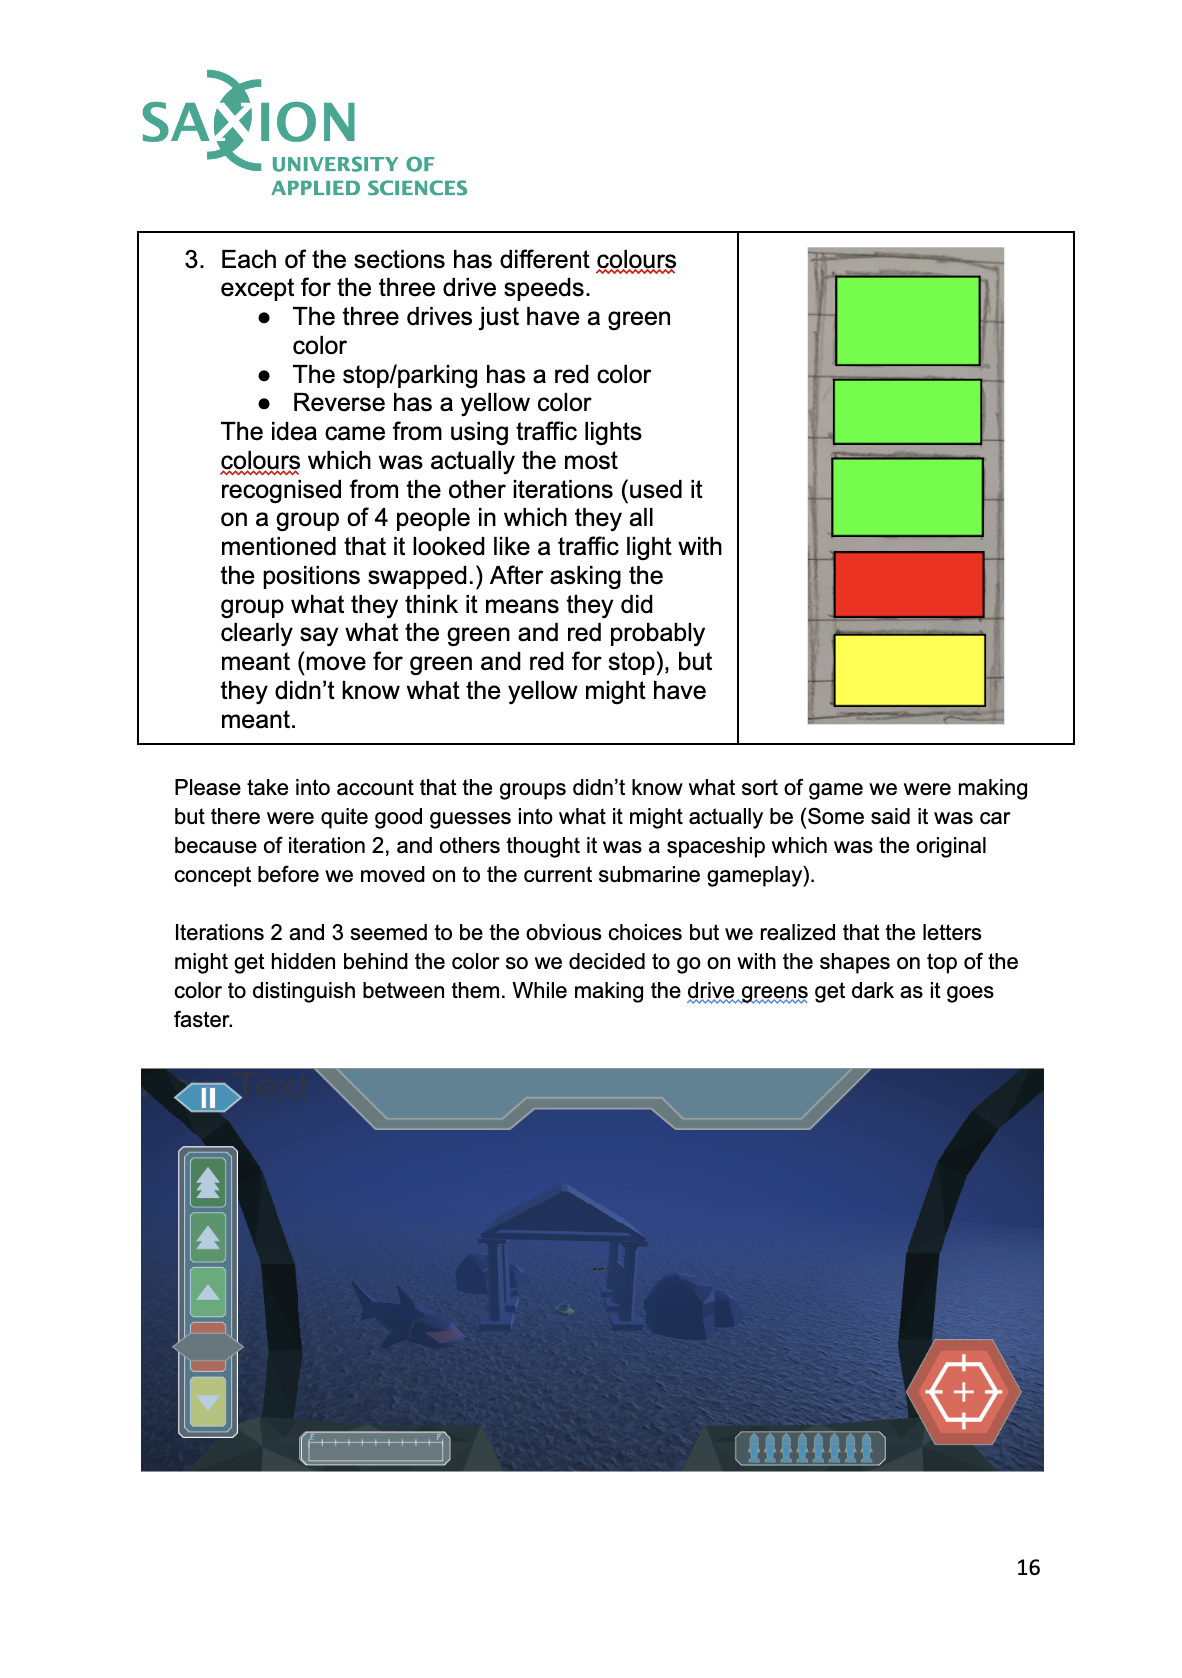 SAXION
UNIVERSITY OF
APPLIED SCIENCES
3. Each of the sections has different colours
except for the three drive speeds.
● The three drives just have a green
color
● The stop/parking has a red color
● Reverse has a yellow color
The idea came from using traffic lights
colours which was actually the most
recognised from the other iterations (used it
on a group of 4 people in which they all
mentioned that it looked like a traffic light with
the positions swapped.) After asking the
group what they think it means they did
clearly say what the green and red probably
meant (move for green and red for stop), but
they didn’t know what the yellow might have
meant.
Please take into account that the groups didn’t know what sort of game we were making
but there were quite good guesses into what it might actually be (Some said it was car
because of iteration 2, and others thought it was a spaceship which was the original
concept before we moved on to the current submarine gameplay).
Iterations 2 and 3 seemed to be the obvious choices but we realized that the letters
might get hidden behind the color so we decided to go on with the shapes on top of the
color to distinguish between them. While making the drive greens get dark as it goes
faster.
Text
16